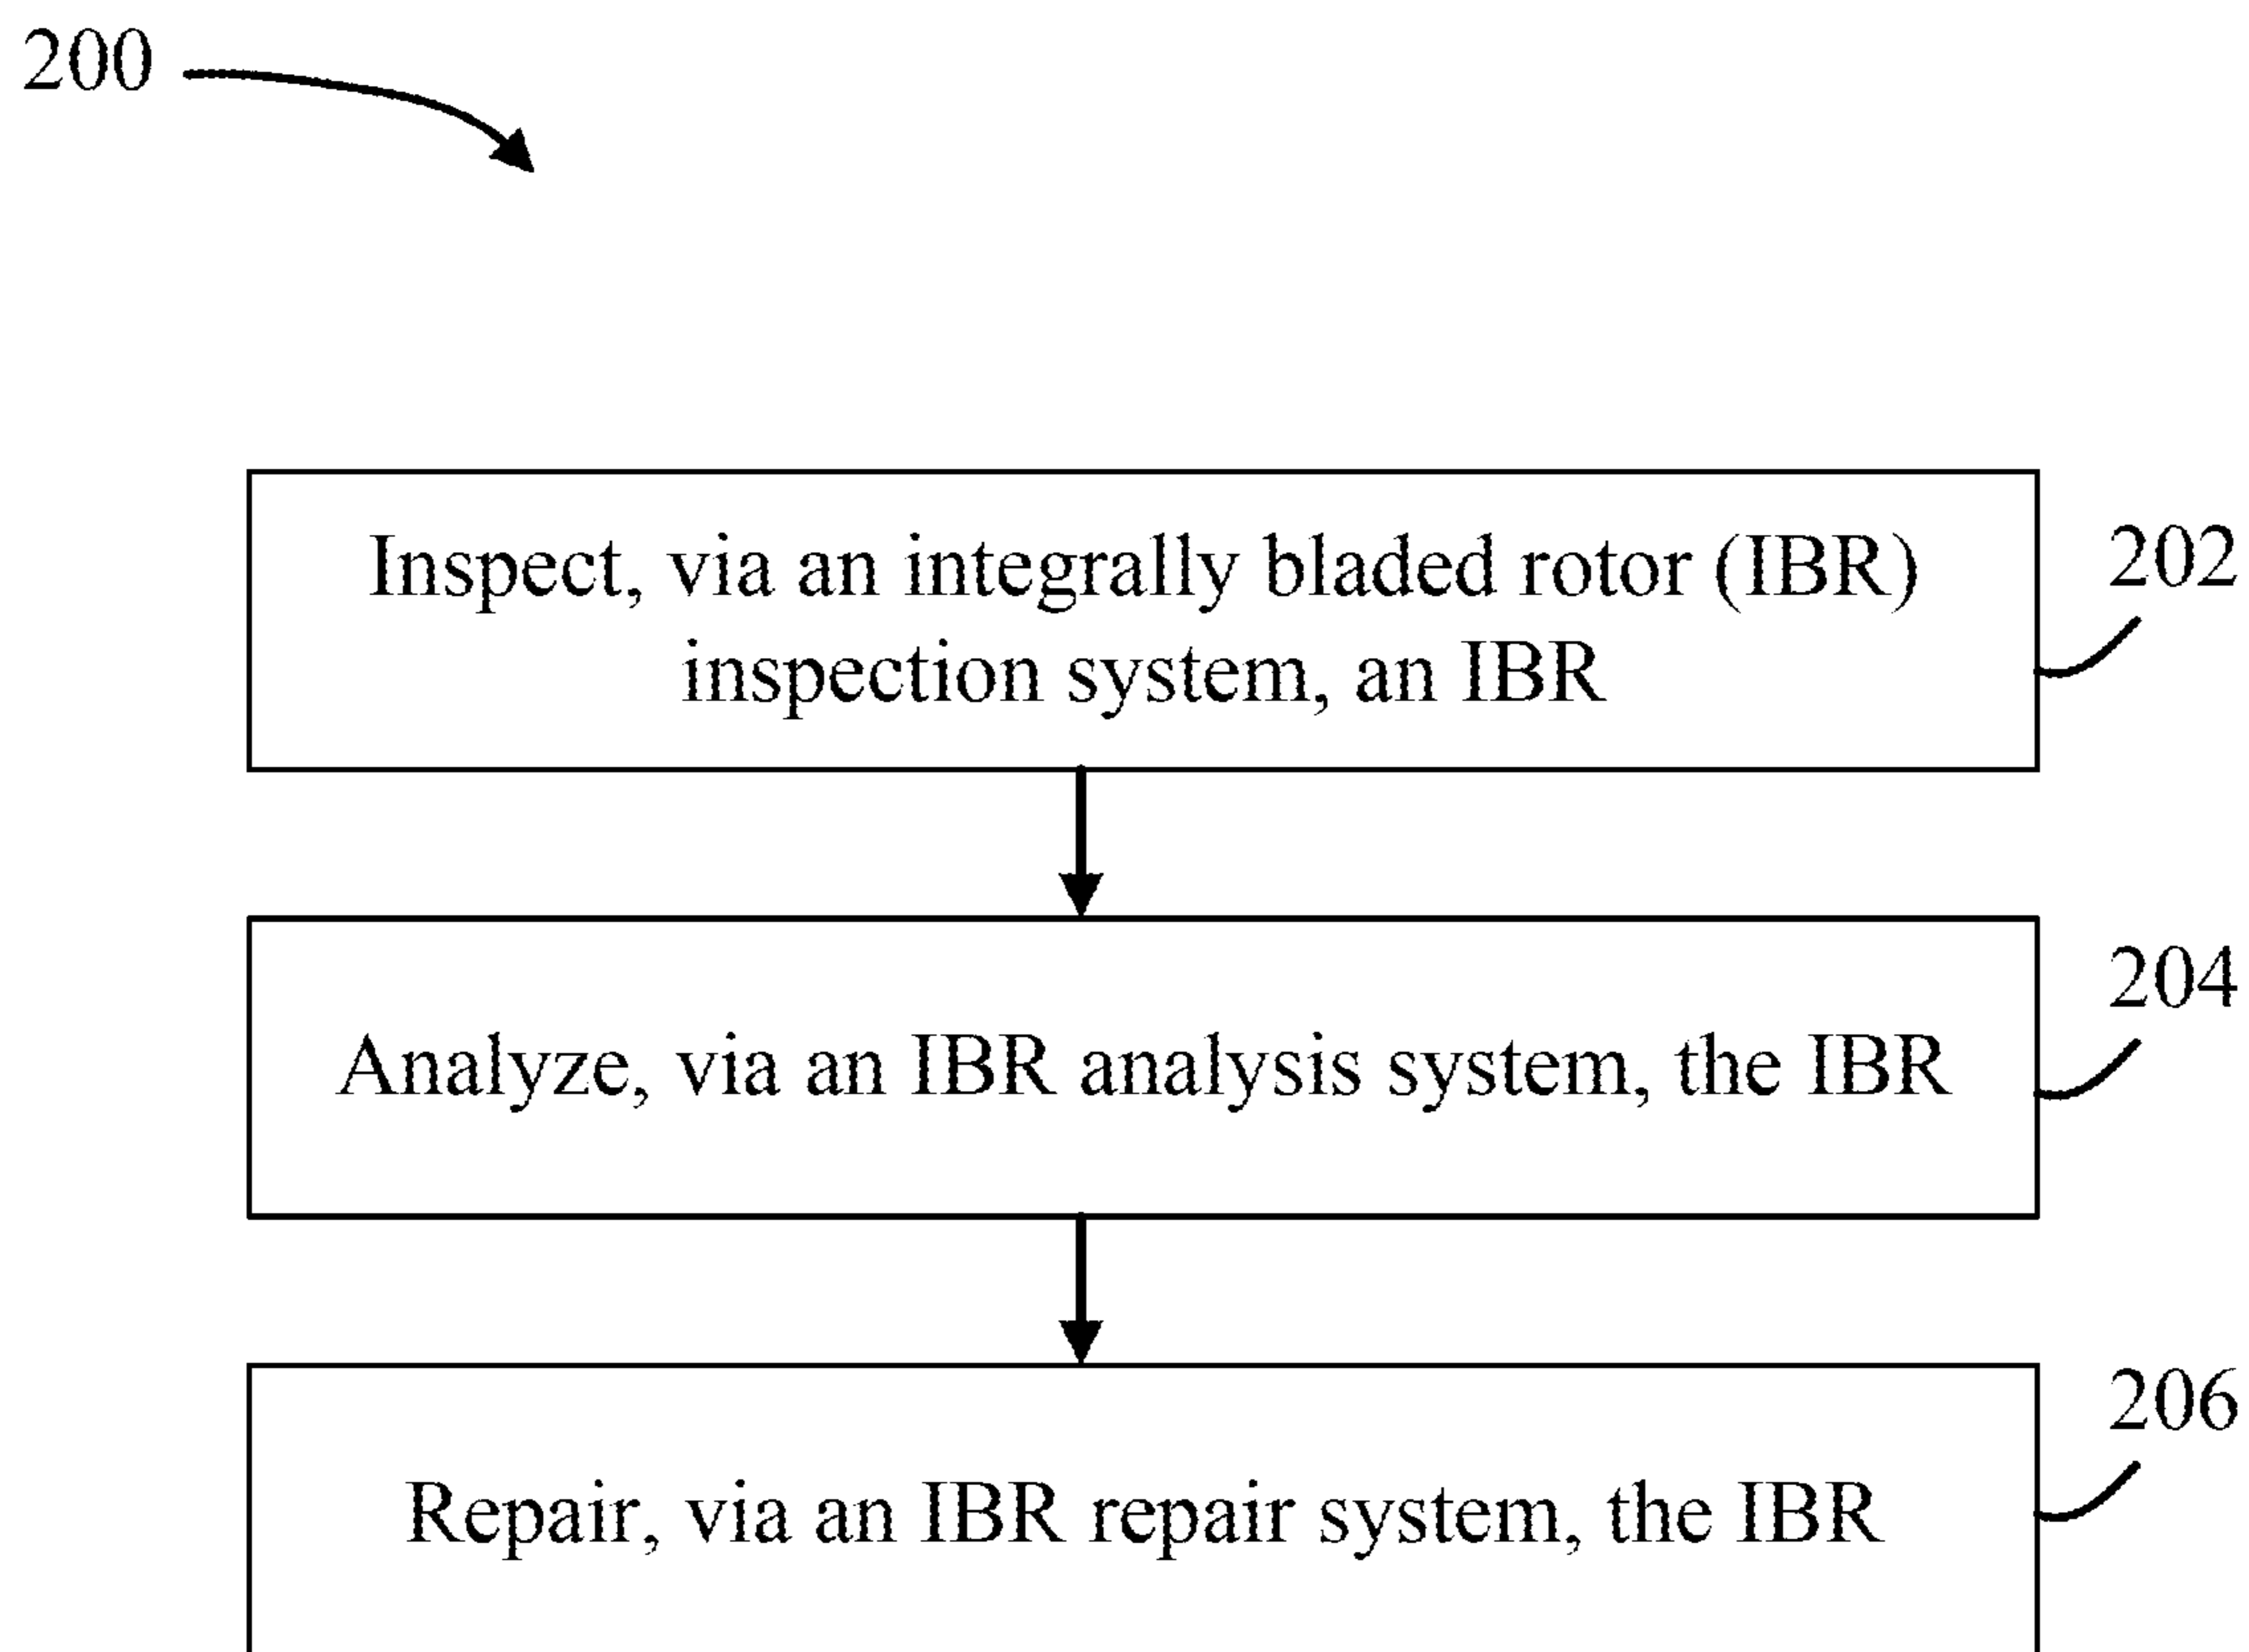 200
Inspect, via an integrally bladed rotor (IBR)
inspection system, an IBR
202
Analyze, via an IBR analysis system, the IBR
204
Repair, via an IBR repair system, the IBR
206